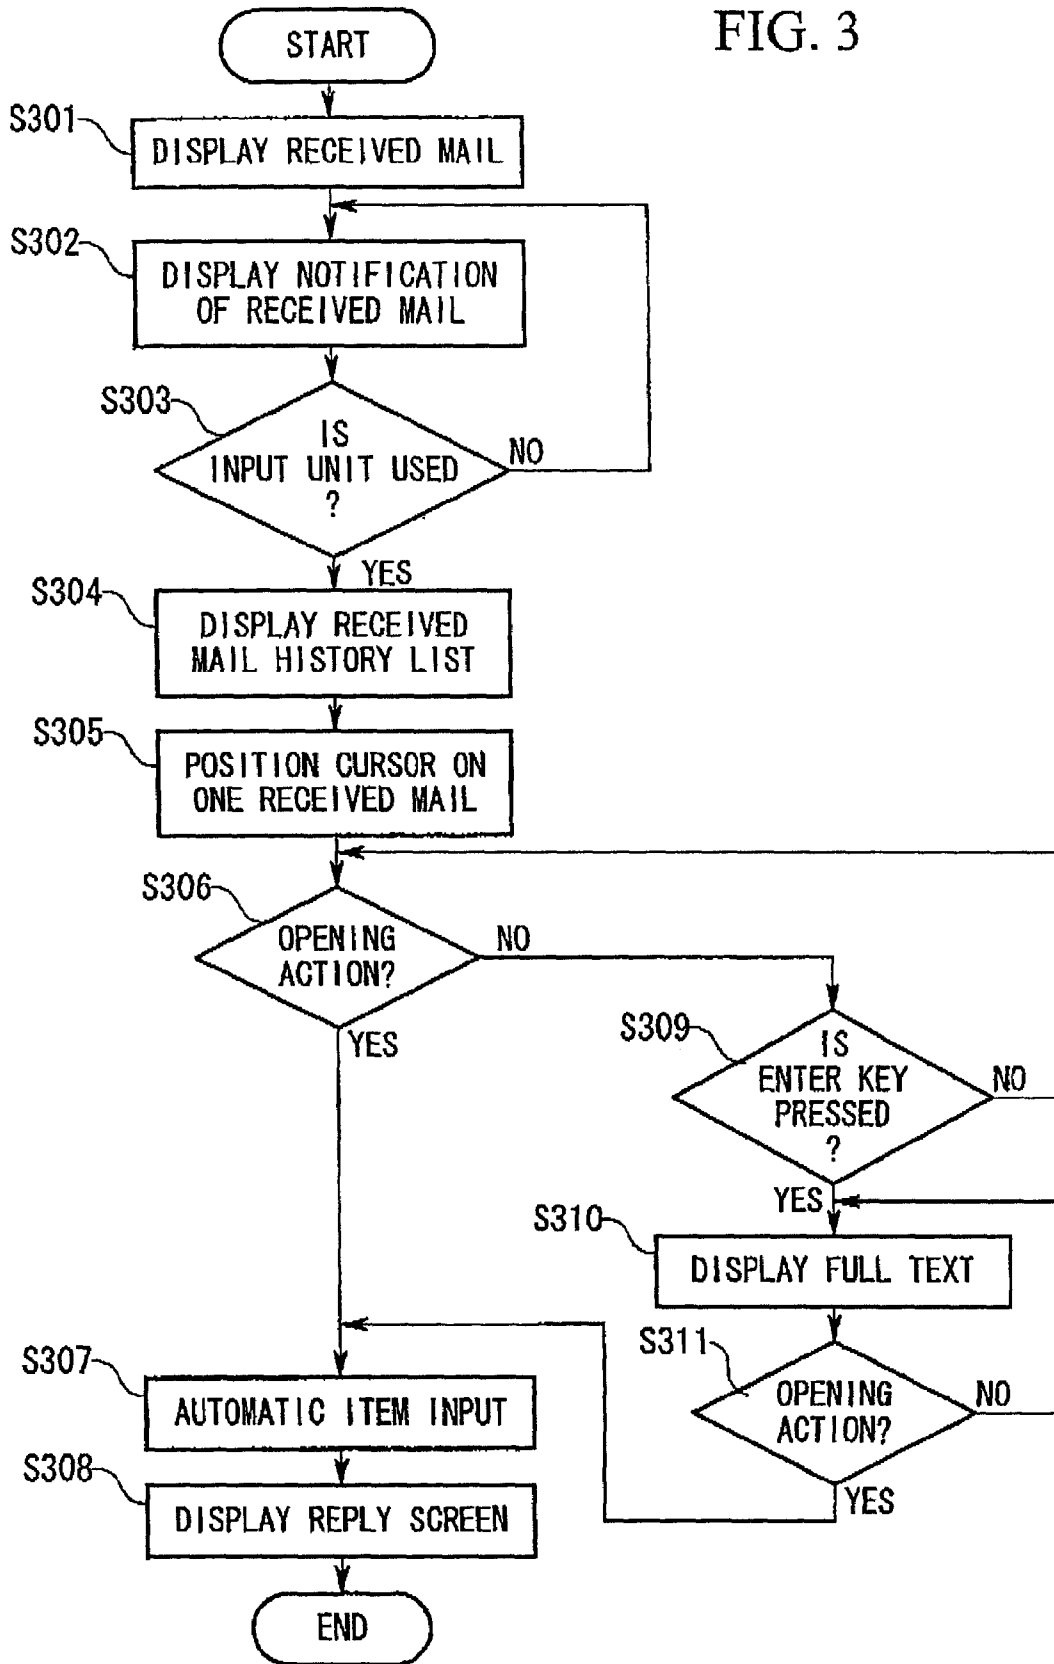 FIG. 3
START
S301
DISPLAY RECEIVED MAIL
S302
DISPLAY NOTIFICATION
OF RECEIVED MAIL
S303
IS
INPUT UNIT USED
?
NO
YES
S304
DISPLAY RECEIVED
MAIL HISTORY LIST
S305
POSITION CURSOR ON
ONE RECEIVED MAIL
S306
OPENING
ACTION?
NO
YES
S309
IS
ENTER KEY
PRESSED
?
NO
YES
S310
DISPLAY FULL TEXT
S311
OPENING
ACTION?
NO
YES
S307
AUTOMATIC ITEM INPUT
S308
DISPLAY REPLY SCREEN
END